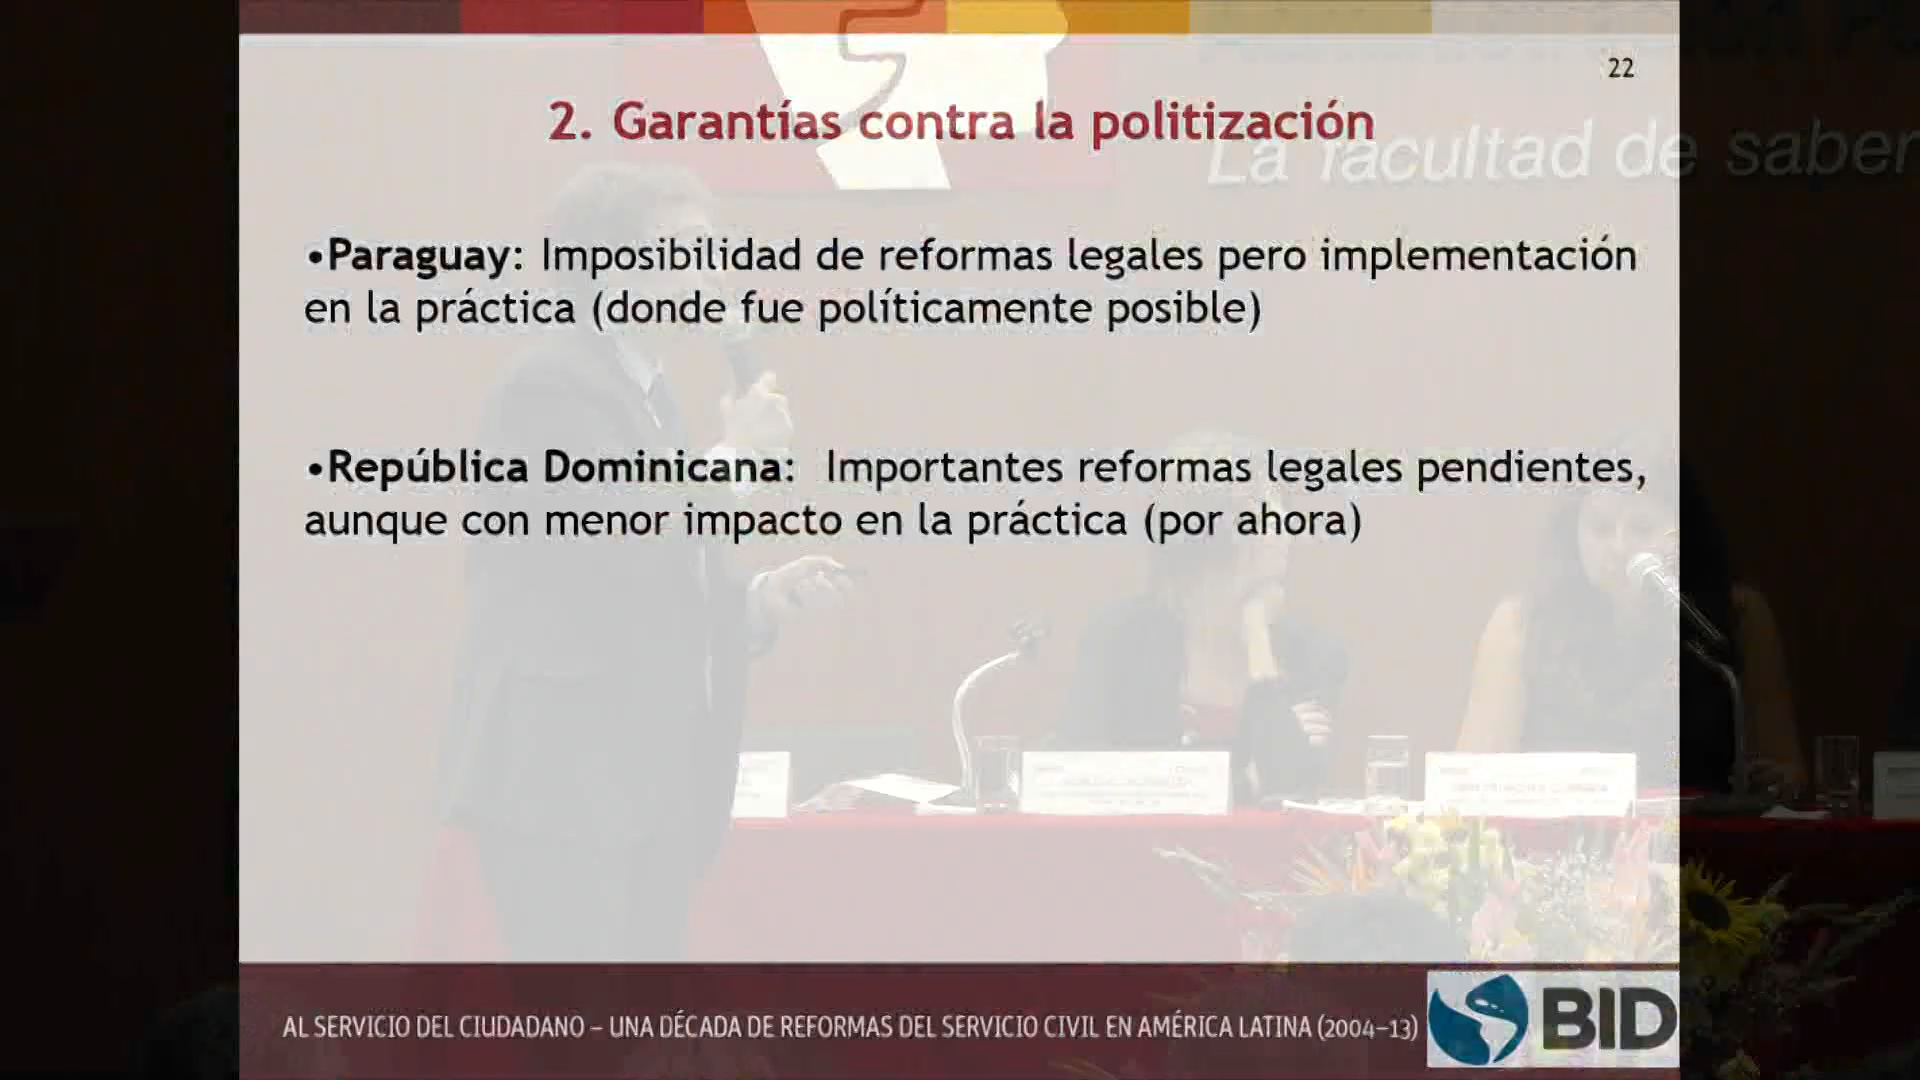 22
2. Garantías contra la politización
La facultad de saber
•Paraguay: Imposibilidad de reformas legales pero implementación
en la práctica (donde fue políticamente posible)
•República Dominicana: Importantes reformas legales pendientes,
aunque con menor impacto en la práctica (por ahora)
AL SERVICIO DEL CIUDADANO – UNA DÉCADA DE REFORMAS DEL SERVICIO CIVIL EN AMÉRICA LATINA (2004–13)
BID